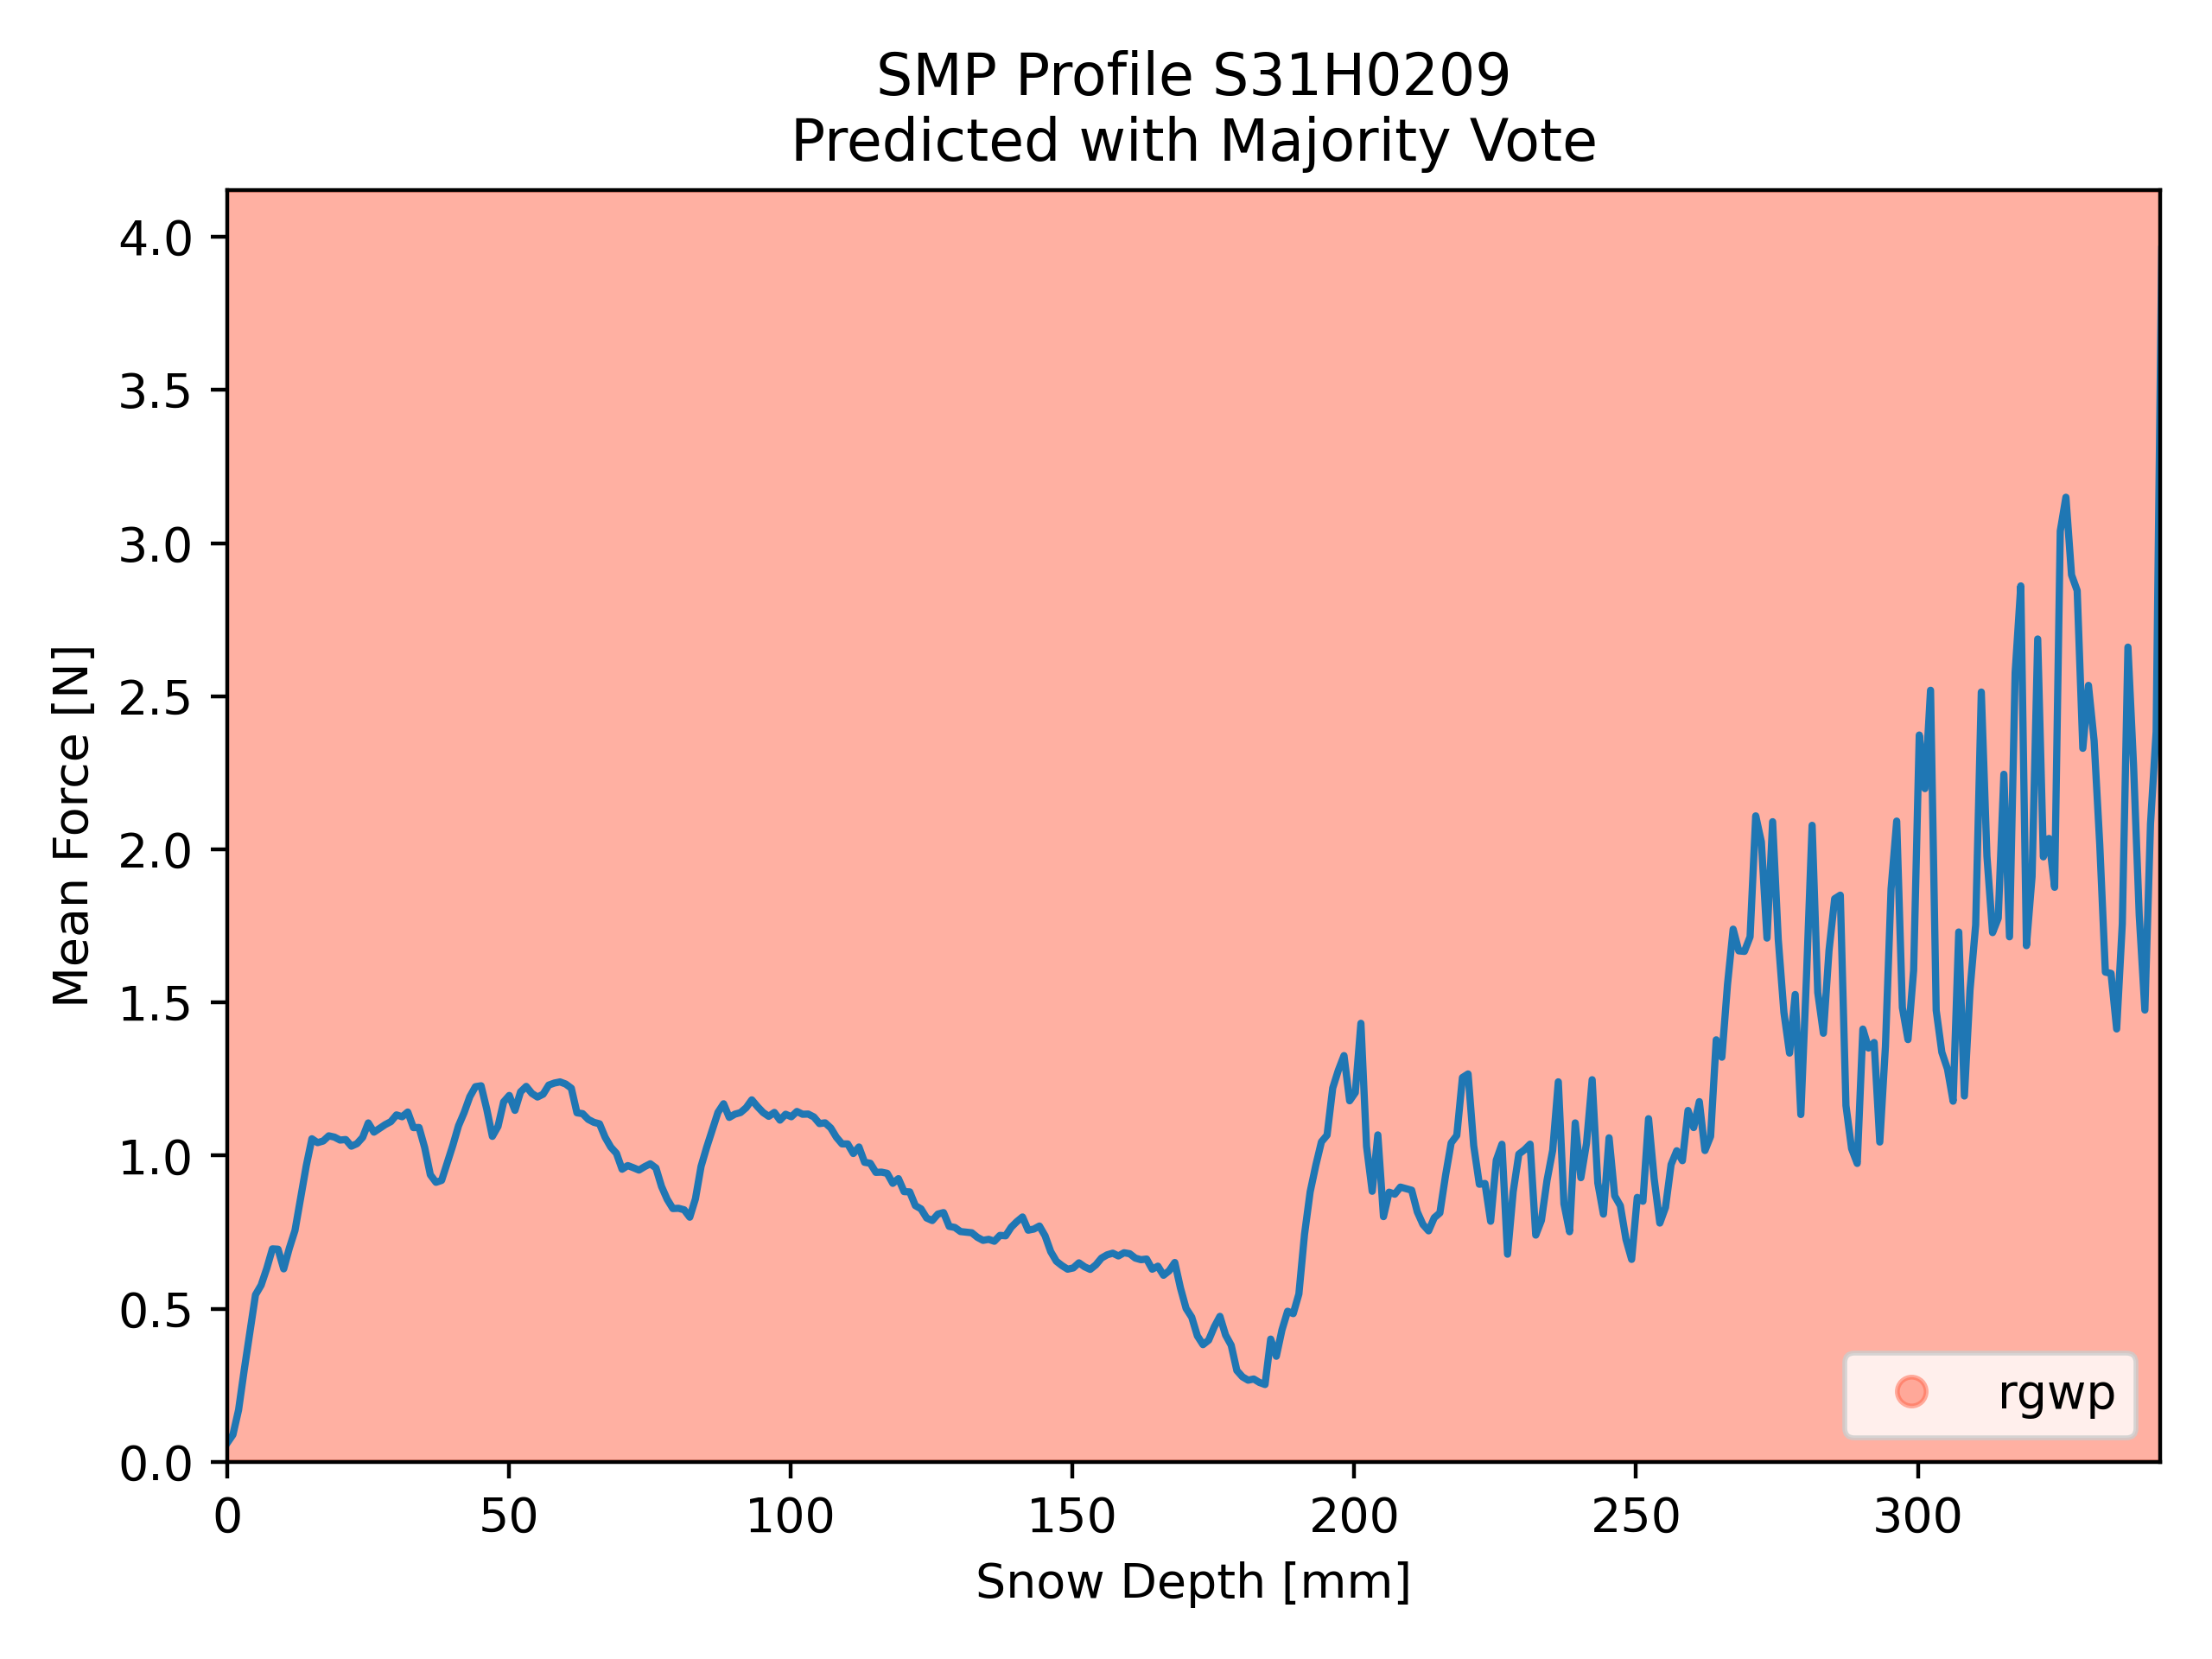 SMP Profile S31H0209
Predicted with Majority Vote
Mean Force [N]
4.0
3.5
3.0
2.5
2.0
1.5
1.0
0.5
0.0
rgwp
0 50 100 150 200 250 300
Snow Depth [mm]